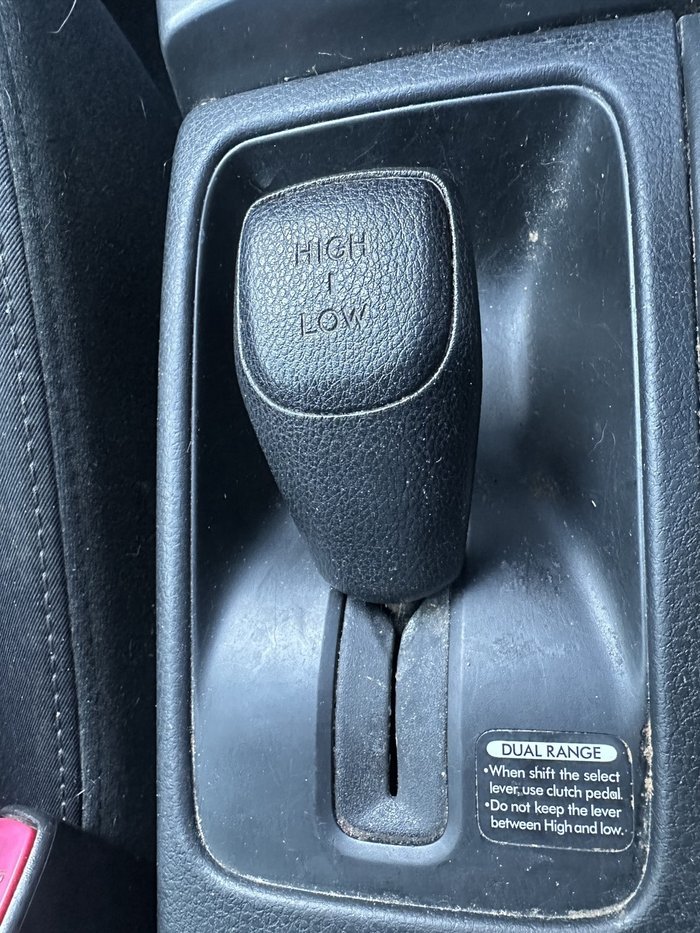 HIGH
I
LOW
DUAL RANGE
•When shift the select
lever, use clutch pedal.
•Do not keep the lever
between High and low.